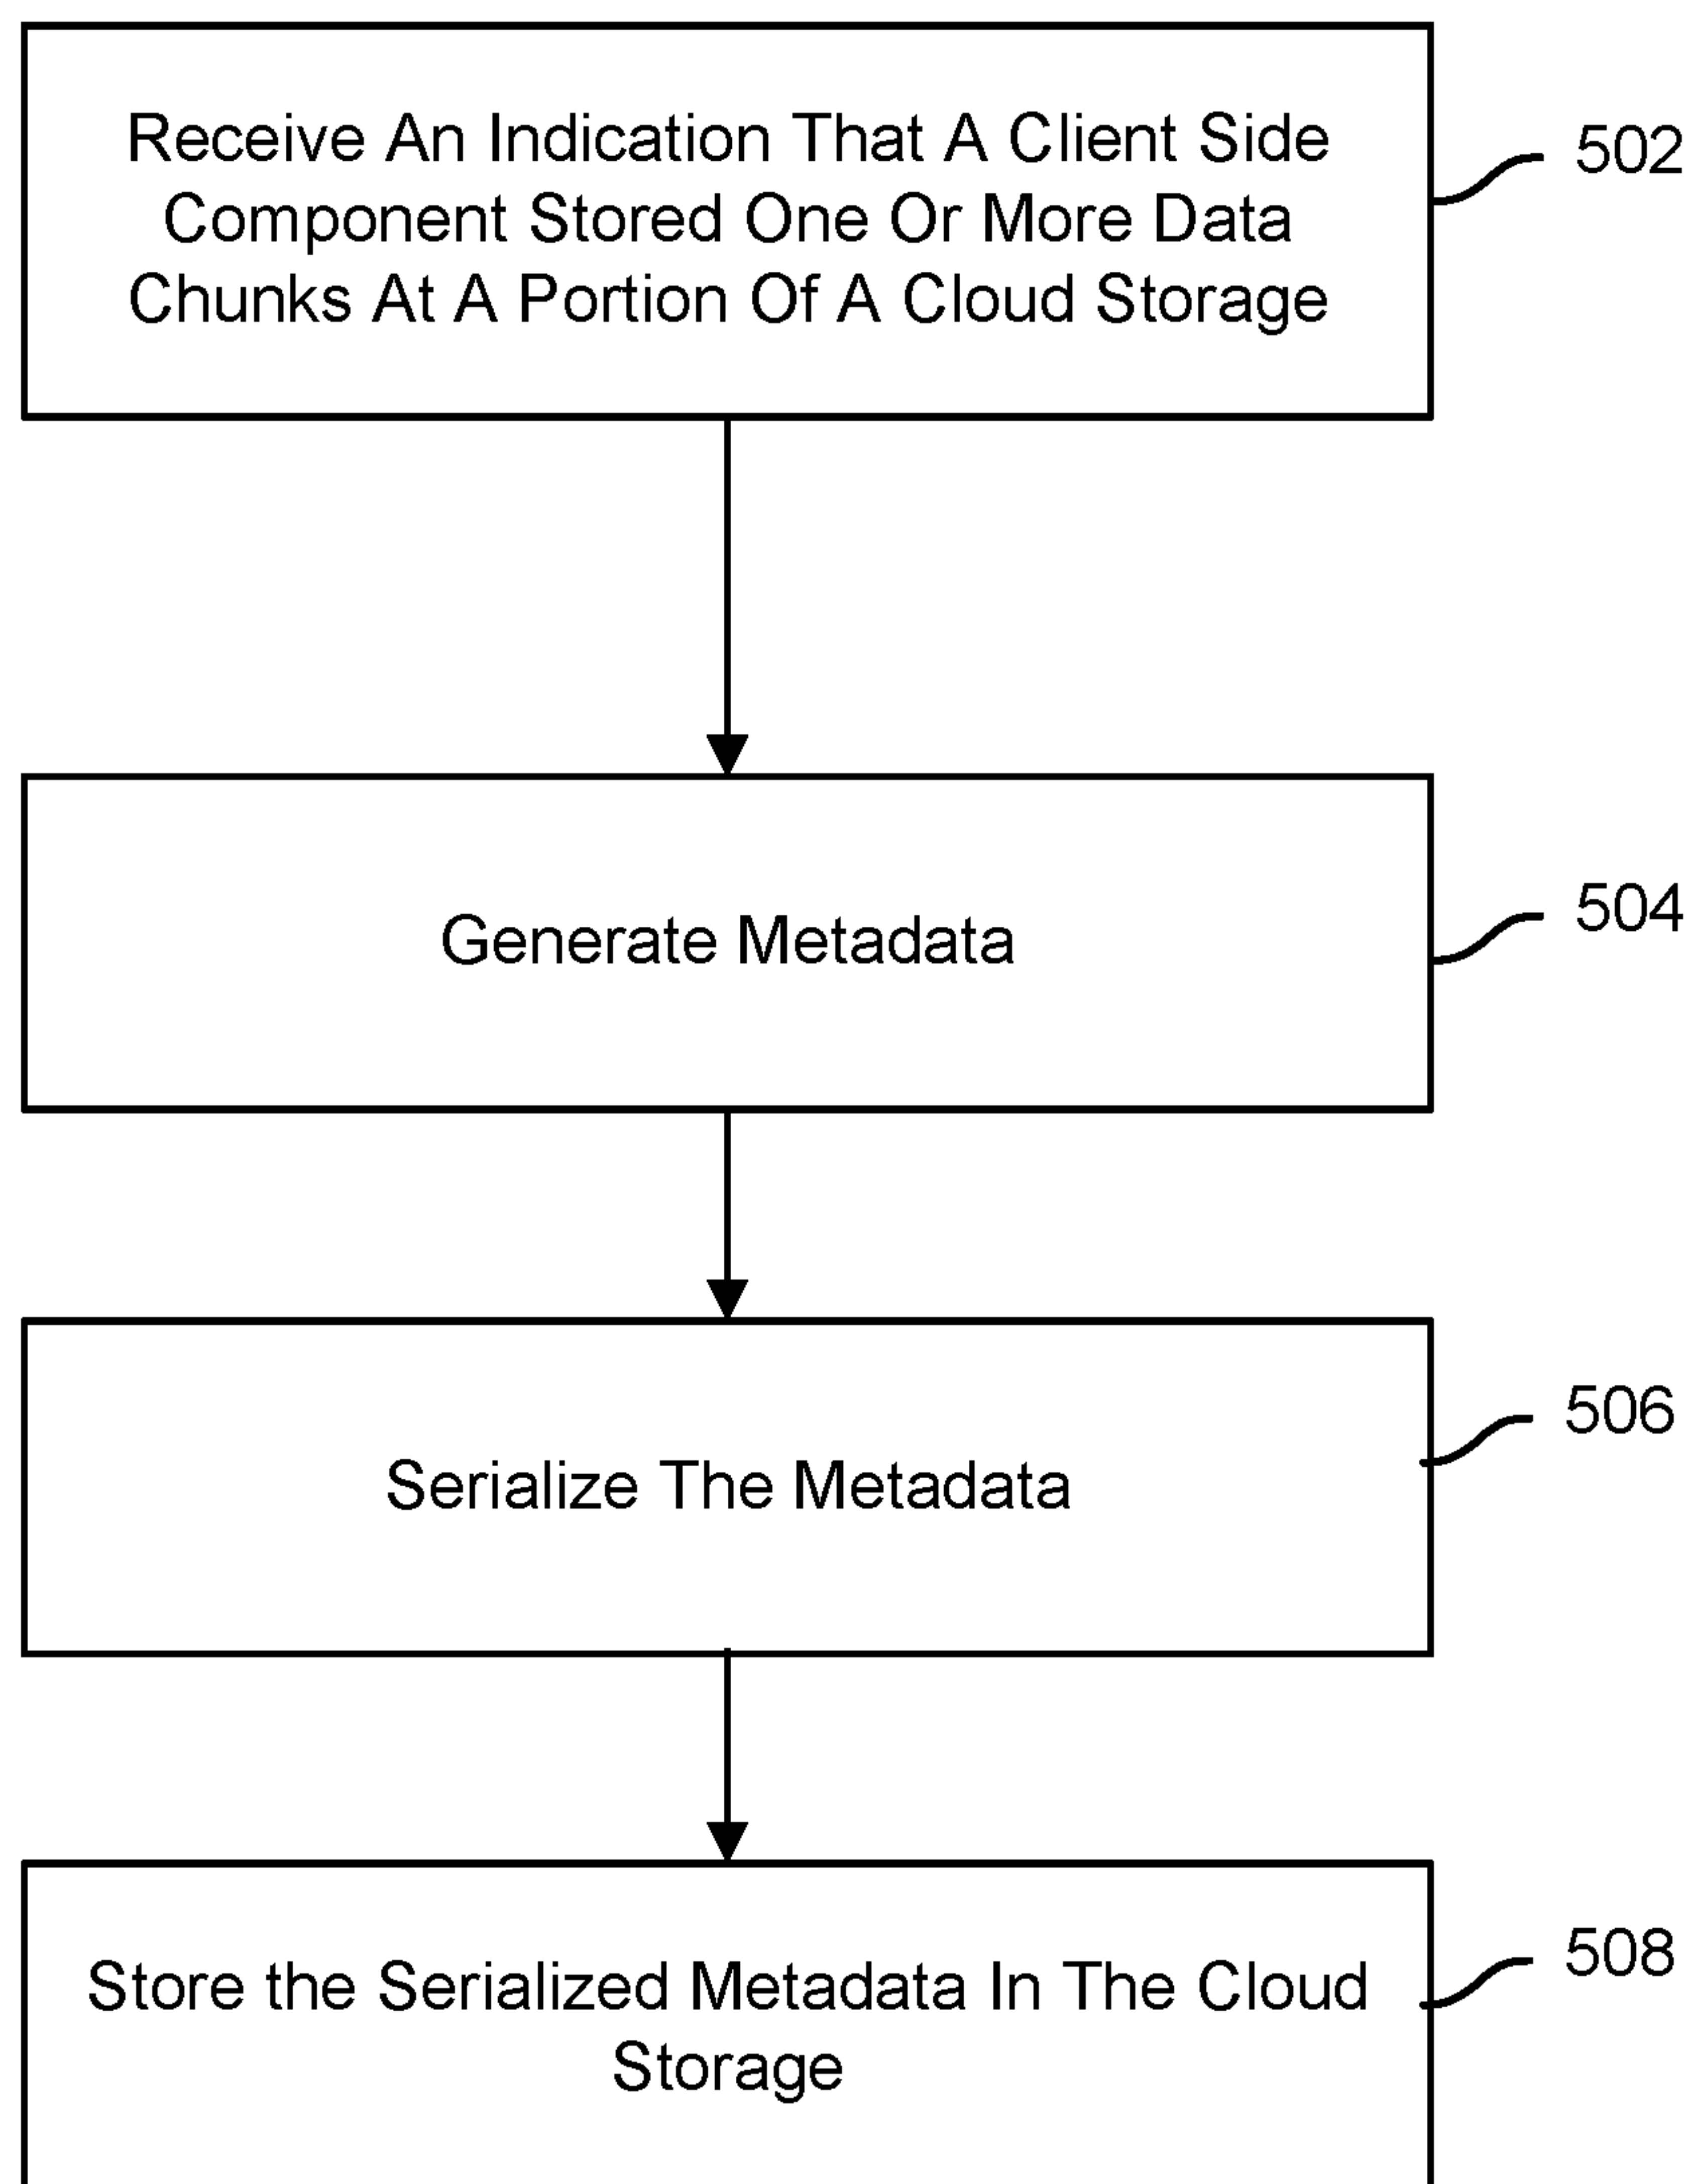 Receive An Indication That A Client Side
Component Stored One Or More Data
Chunks At A Portion Of A Cloud Storage
502
Generate Metadata
504
Serialize The Metadata
506
Store the Serialized Metadata In The Cloud
Storage
508